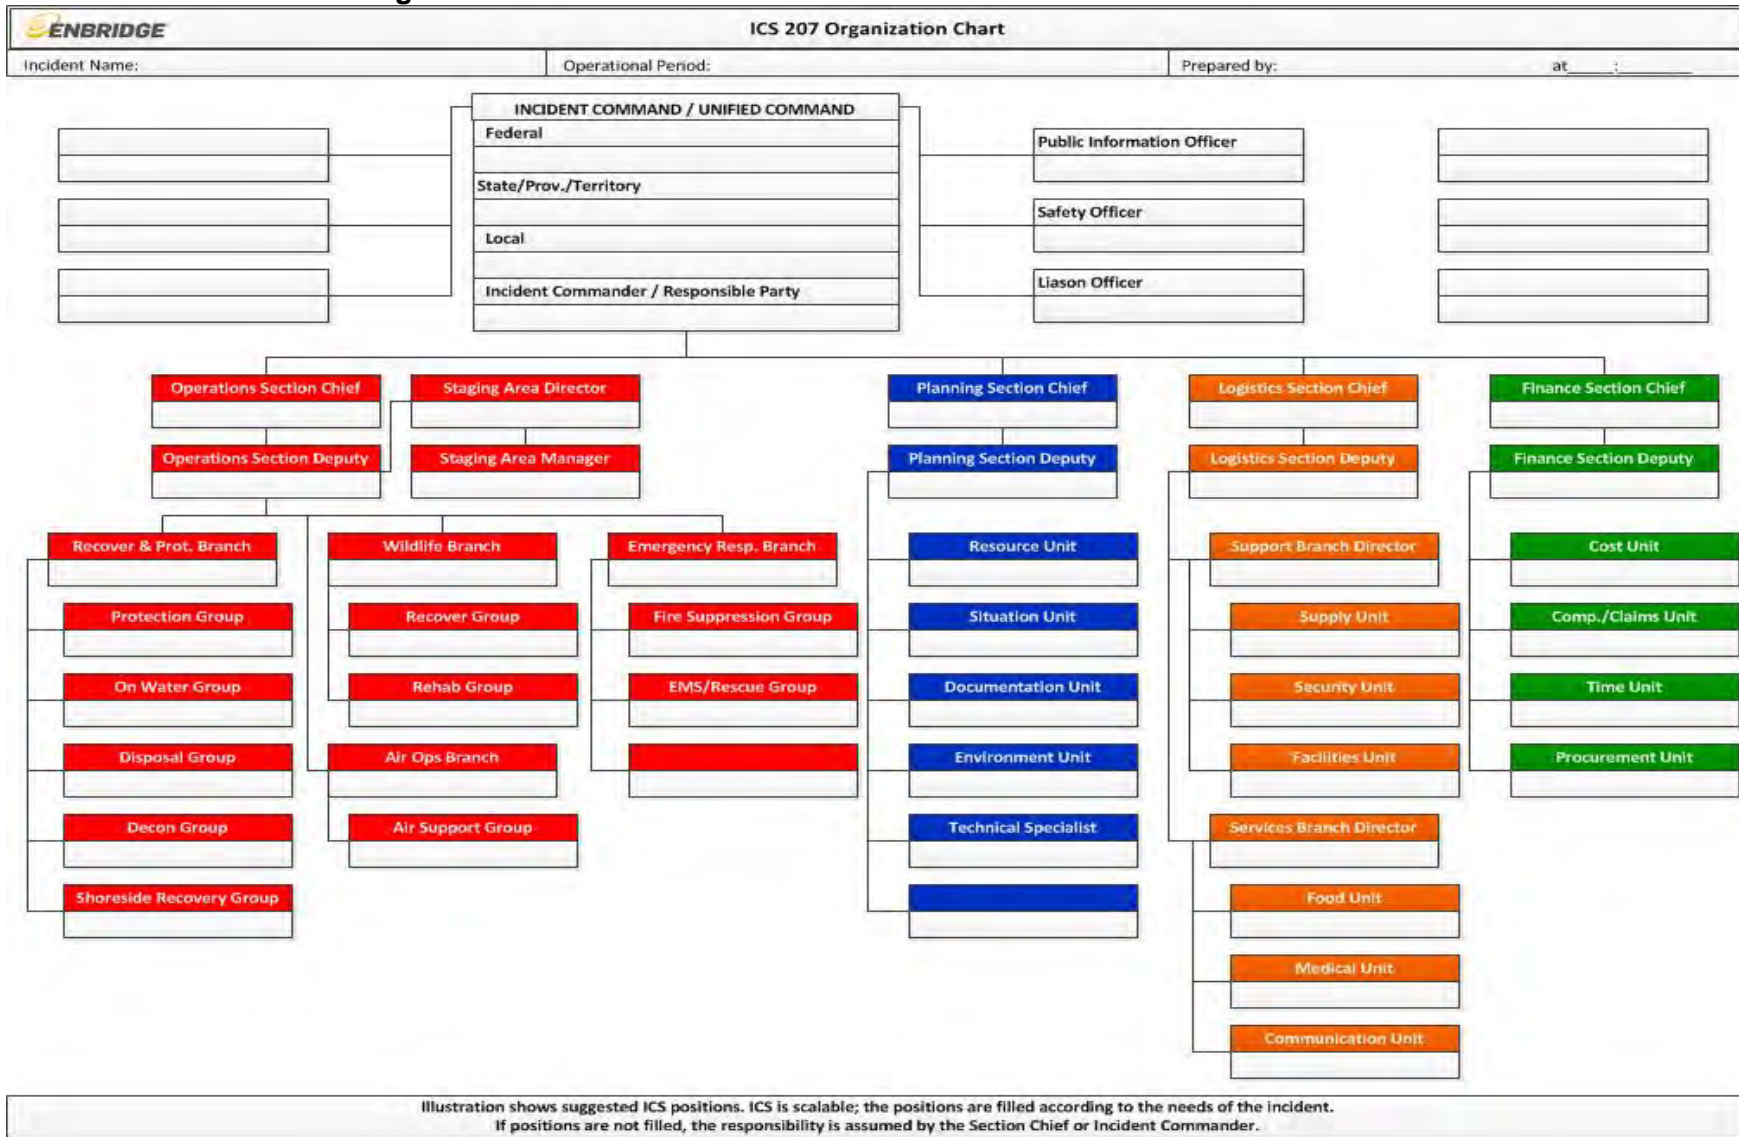 ENBRIDGE
ICS 207 Organization Chart
Incident Name:
Operational Period:
Prepared by:
at_____:________
INCIDENT COMMAND / UNIFIED COMMAND
Federal
State/Prov./Territory
Local
Incident Commander / Responsible Party
Public Information Officer
Safety Officer
Liason Officer
Operations Section Chief
Staging Area Director
Planning Section Chief
Logistics Section Chief
Finance Section Chief
Operations Section Deputy
Staging Area Manager
Planning Section Deputy
Logistics Section Deputy
Finance Section Deputy
Recover & Prot. Branch
Wildlife Branch
Emergency Resp. Branch
Resource Unit
Support Branch Director
Cost Unit
Protection Group
Recover Group
Fire Suppression Group
Situation Unit
Supply Unit
Comp./Claims Unit
On Water Group
Rehab Group
EMS/Rescue Group
Documentation Unit
Security Unit
Time Unit
Disposal Group
Air Ops Branch
Environment Unit
Facilities Unit
Procurement Unit
Decon Group
Air Support Group
Technical Specialist
Services Branch Director
Shoreside Recovery Group
Food Unit
Medical Unit
Communication Unit
Illustration shows suggested ICS positions. ICS is scalable; the positions are filled according to the needs of the incident.
If positions are not filled, the responsibility is assumed by the Section Chief or Incident Commander.